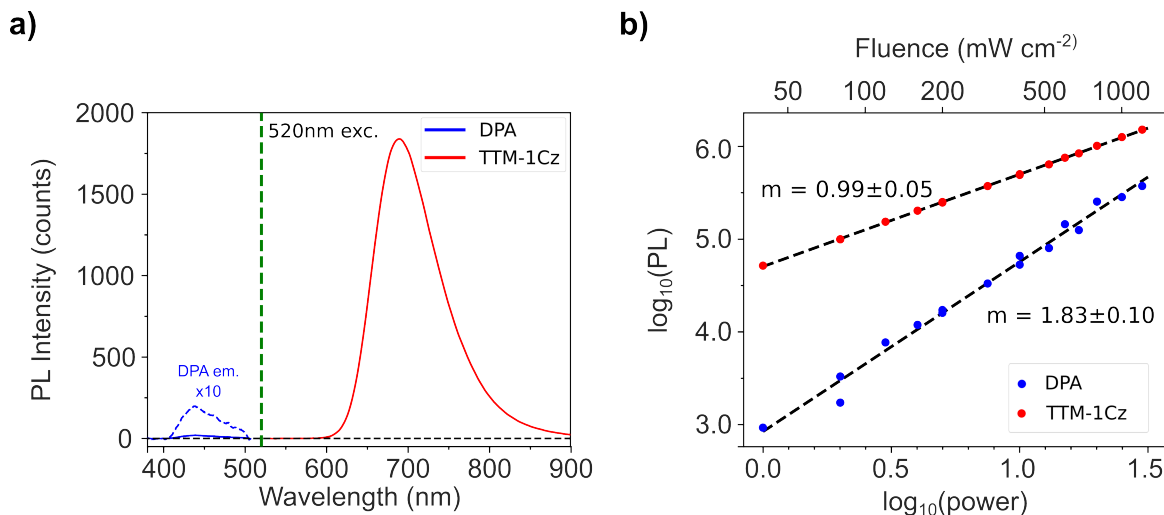 a)
2000
1500
1000
500
0
PL Intensity (counts)
520nm exc.
DPA
TTM-1Cz
DPA em.
x10
400 500 600 700 800 900
Wavelength (nm)
b)
Fluence (mW cm⁻²)
50 100 200 400 1000
6.0
5.0
4.0
3.0
log₁₀(PL)
m = 0.99±0.05
m = 1.83±0.10
DPA
TTM-1Cz
0.0 0.5 1.0 1.5
log₁₀(power)